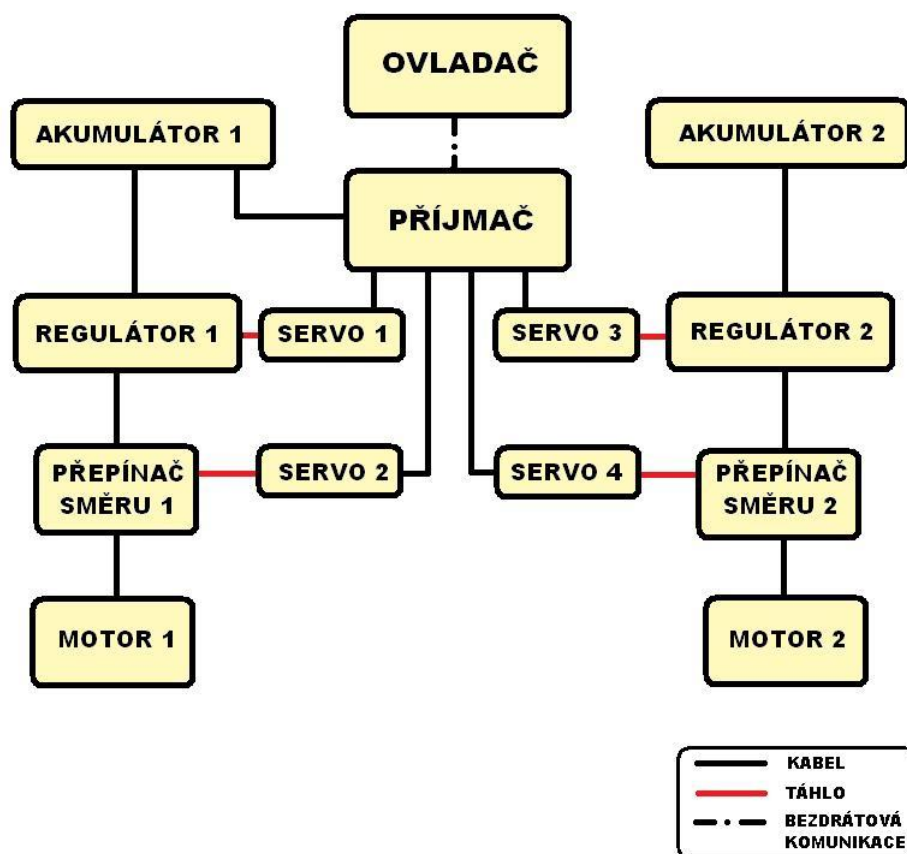 OVLADAČ
AKUMULÁTOR 1
AKUMULÁTOR 2
PŘÍJMAČ
REGULÁTOR 1
SERVO 1
SERVO 3
REGULÁTOR 2
PŘEPÍNAČ
SMĚRU 1
SERVO 2
SERVO 4
PŘEPÍNAČ
SMĚRU 2
MOTOR 1
MOTOR 2
KABEL
TÁHLO
BEZDRÁTOVÁ
KOMUNIKACE